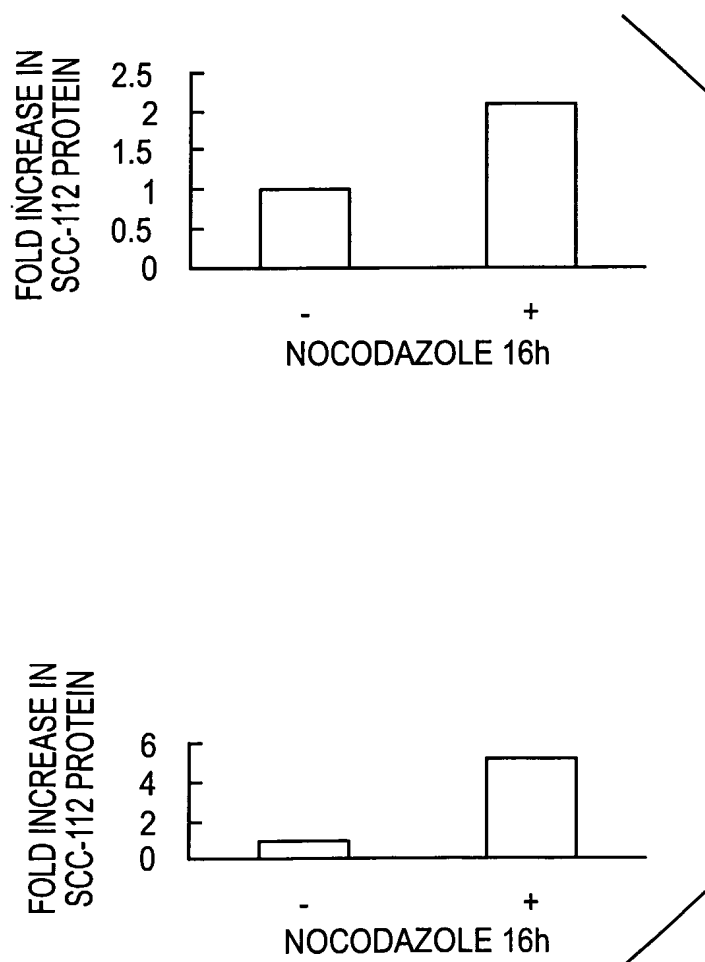 FOLD INCREASE IN
SCC-112 PROTEIN
2.5
2
1.5
1
0.5
0
- +
NOCODAZOLE 16h
FOLD INCREASE IN
SCC-112 PROTEIN
6
4
2
0
- +
NOCODAZOLE 16h